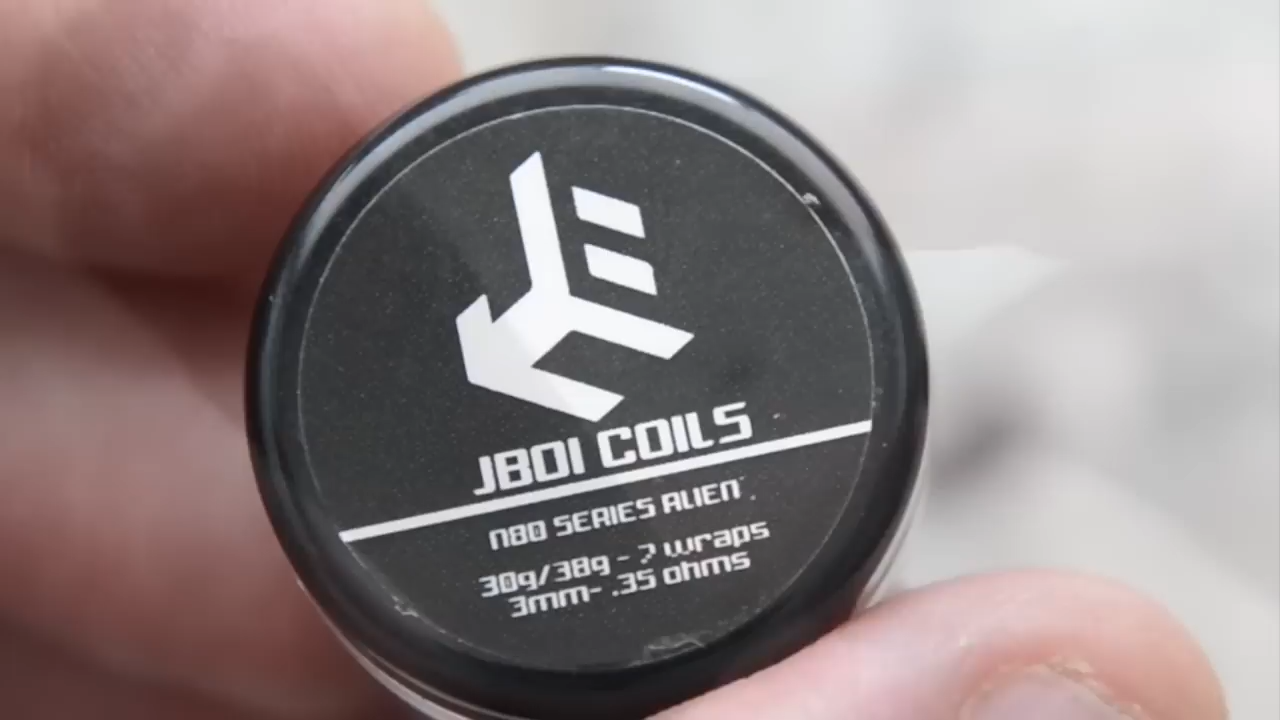 JBOI COILS
N80 SERIES ALIEN
30g/38g - 7 wraps
3mm- .35 ohms